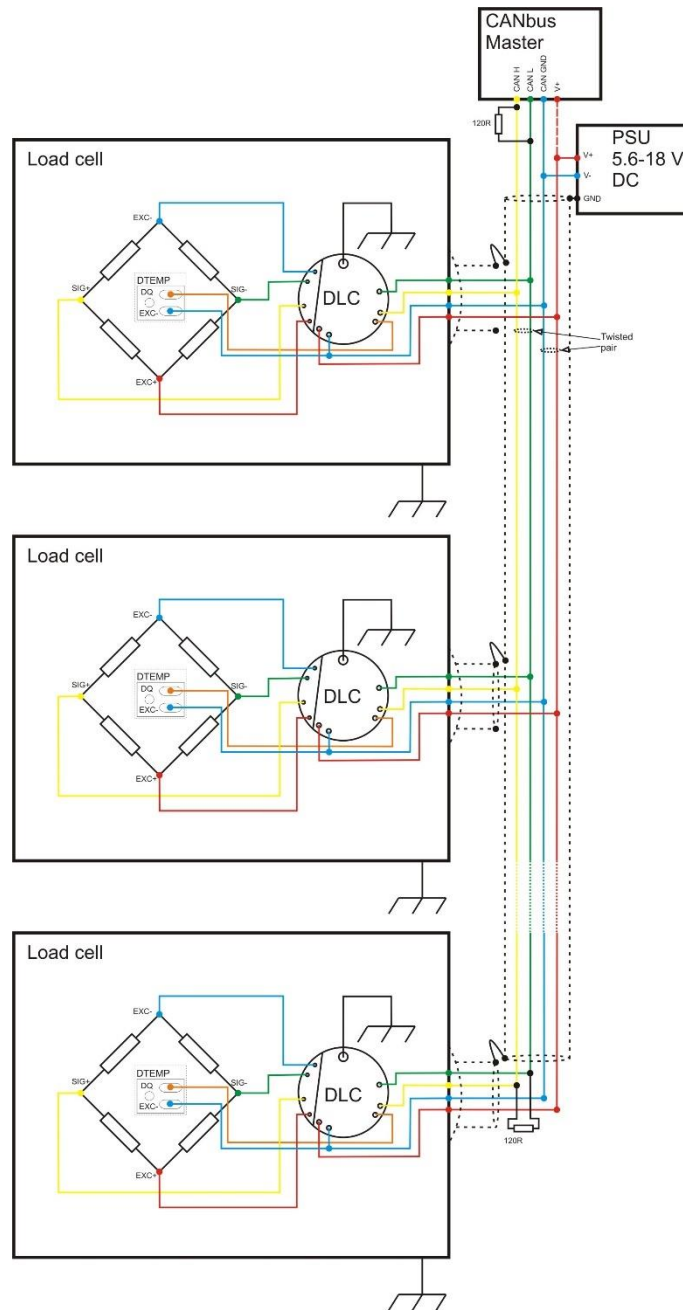 CANbus
Master
CAN H
CAN L
CAN GND
V+
120R
PSU
5.6-18 V
DC
V+
V-
GND
Load cell
EXC-
SIG+
DTEMP
DQ
EXC-
SIG-
EXC+
DLC
Twisted
pair
Load cell
EXC-
SIG+
DTEMP
DQ
EXC-
SIG-
EXC+
DLC
Load cell
EXC-
SIG+
DTEMP
DQ
EXC-
SIG-
EXC+
DLC
120R